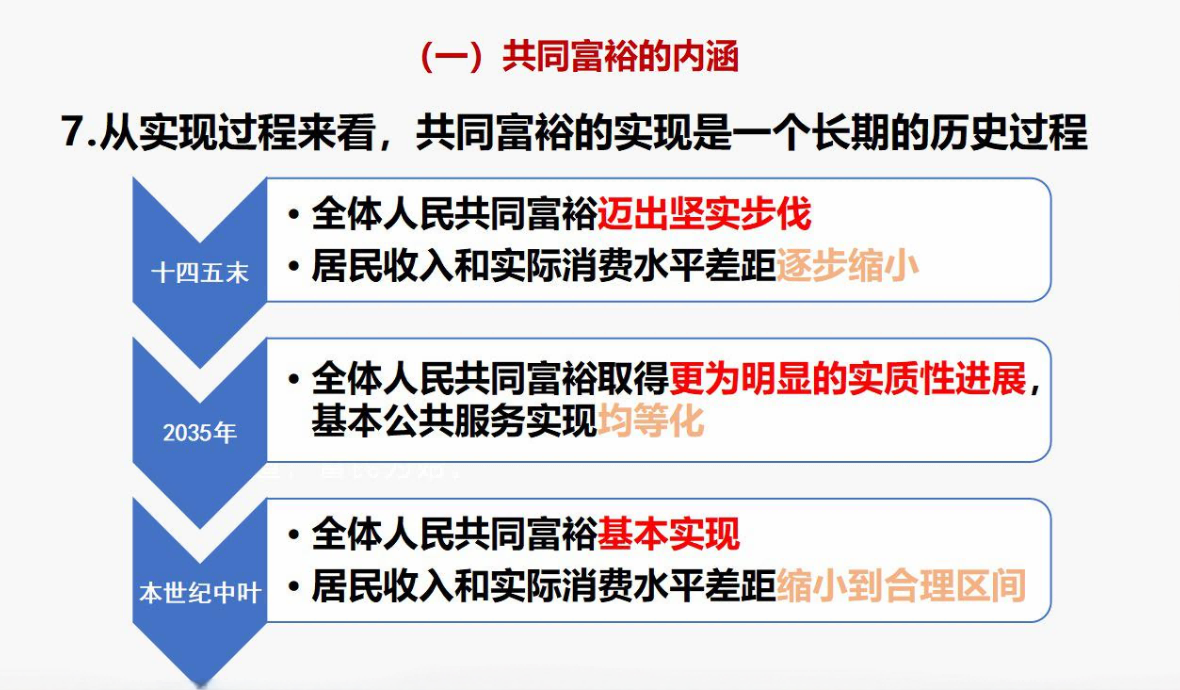 （一）共同富裕的内涵
7.从实现过程来看，共同富裕的实现是一个长期的历史过程
十四五末
• 全体人民共同富裕迈出坚实步伐
• 居民收入和实际消费水平差距逐步缩小
2035年
• 全体人民共同富裕取得更为明显的实质性进展，
基本公共服务实现均等化
本世纪中叶
• 全体人民共同富裕基本实现
• 居民收入和实际消费水平差距缩小到合理区间